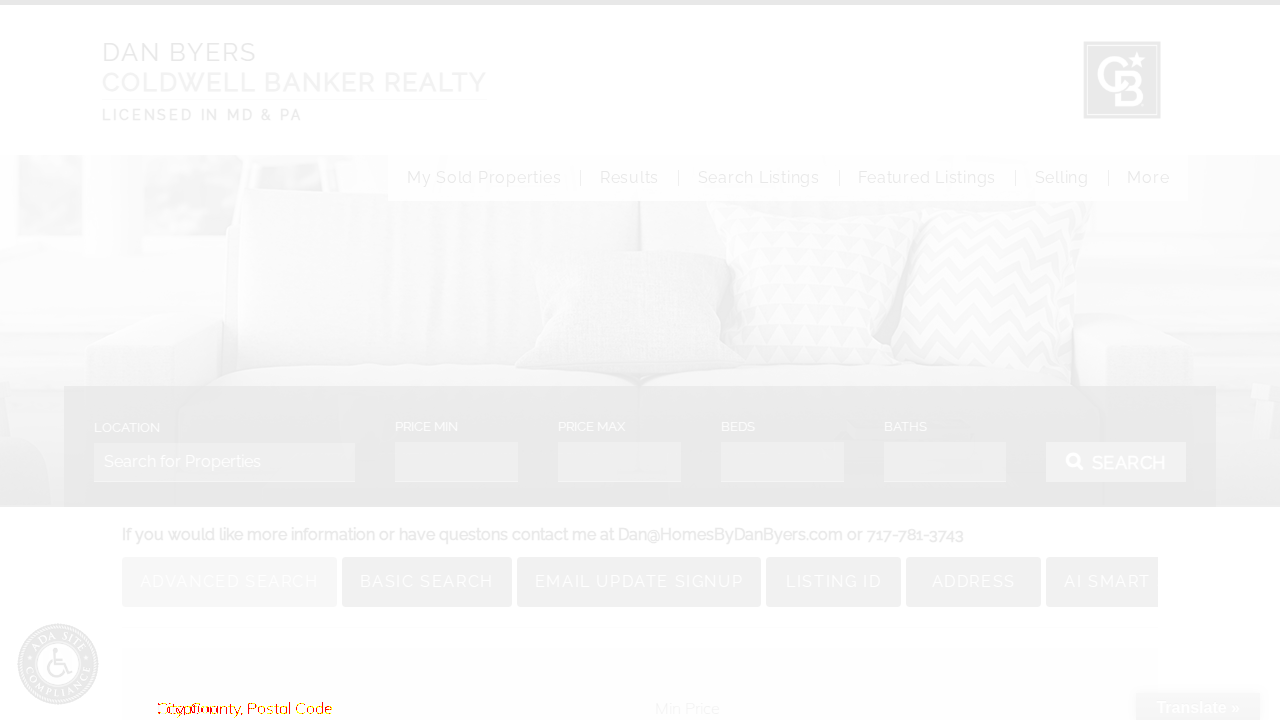 DAN BYERS
COLDWELL BANKER REALTY
LICENSED IN MD & PA
CB
My Sold Properties
Results
Search Listings
Featured Listings
Selling
More
LOCATION
PRICE MIN
PRICE MAX
BEDS
BATHS
Search for Properties
SEARCH
If you would like more information or have questons contact me at Dan@HomesByDanByers.com or 717-781-3743
ADVANCED SEARCH
BASIC SEARCH
EMAIL UPDATE SIGNUP
LISTING ID
ADDRESS
AI SMART
ADA SITE COMPLIANCE
County, Postal Code
Min Price
Translate »